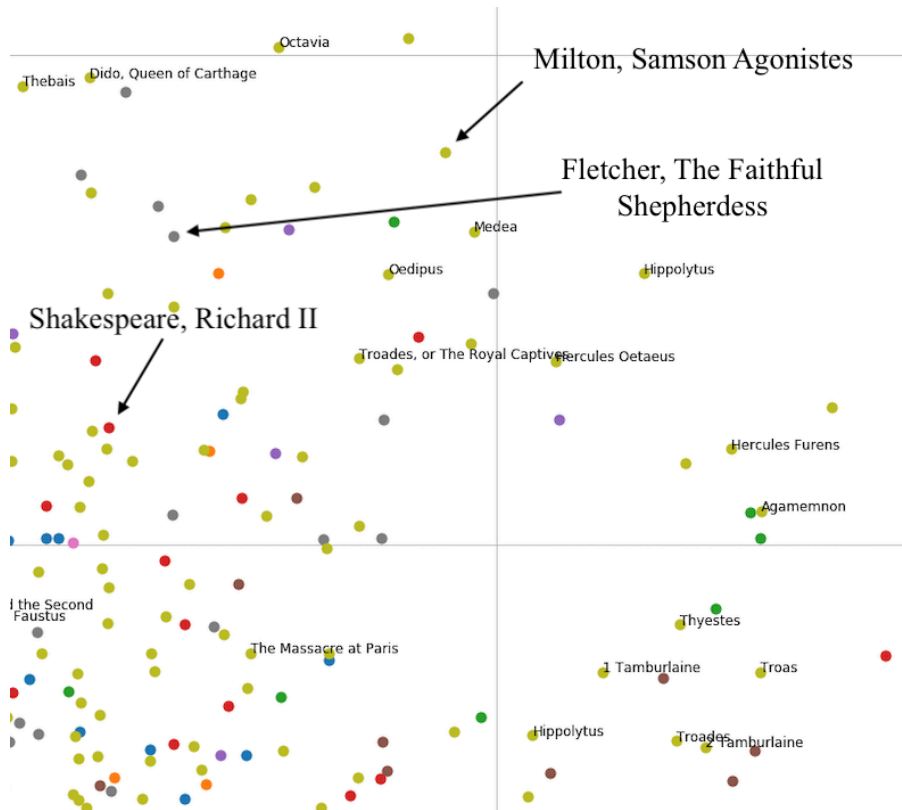 Octavia
Milton, Samson Agonistes
Thebais
Dido, Queen of Carthage
Fletcher, The Faithful
Shepherdess
Medea
Oedipus
Hippolytus
Shakespeare, Richard II
Troades, or The Royal Captives
Hercules Oetaeus
Hercules Furens
Agamemnon
d the Second
Faustus
Thyestes
The Massacre at Paris
1 Tamburlaine
Troas
Hippolytus
Troades
2 Tamburlaine